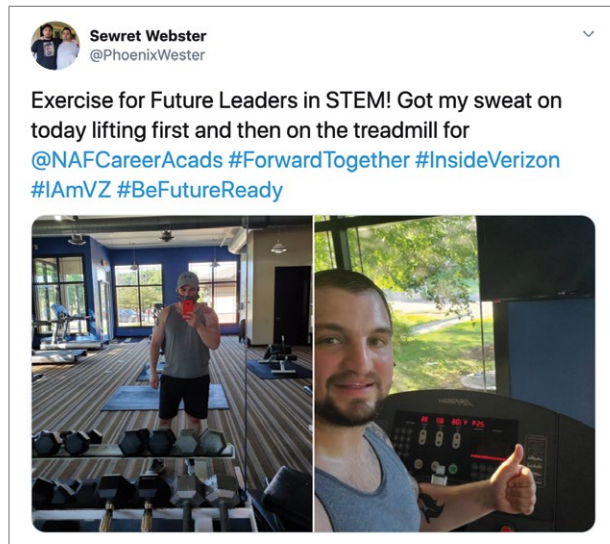 Sewret Webster
@PhoenixWester
Exercise for Future Leaders in STEM! Got my sweat on
today lifting first and then on the treadmill for
@NAFCareerAcads #ForwardTogether #InsideVerizon
#IAmVZ #BeFutureReady